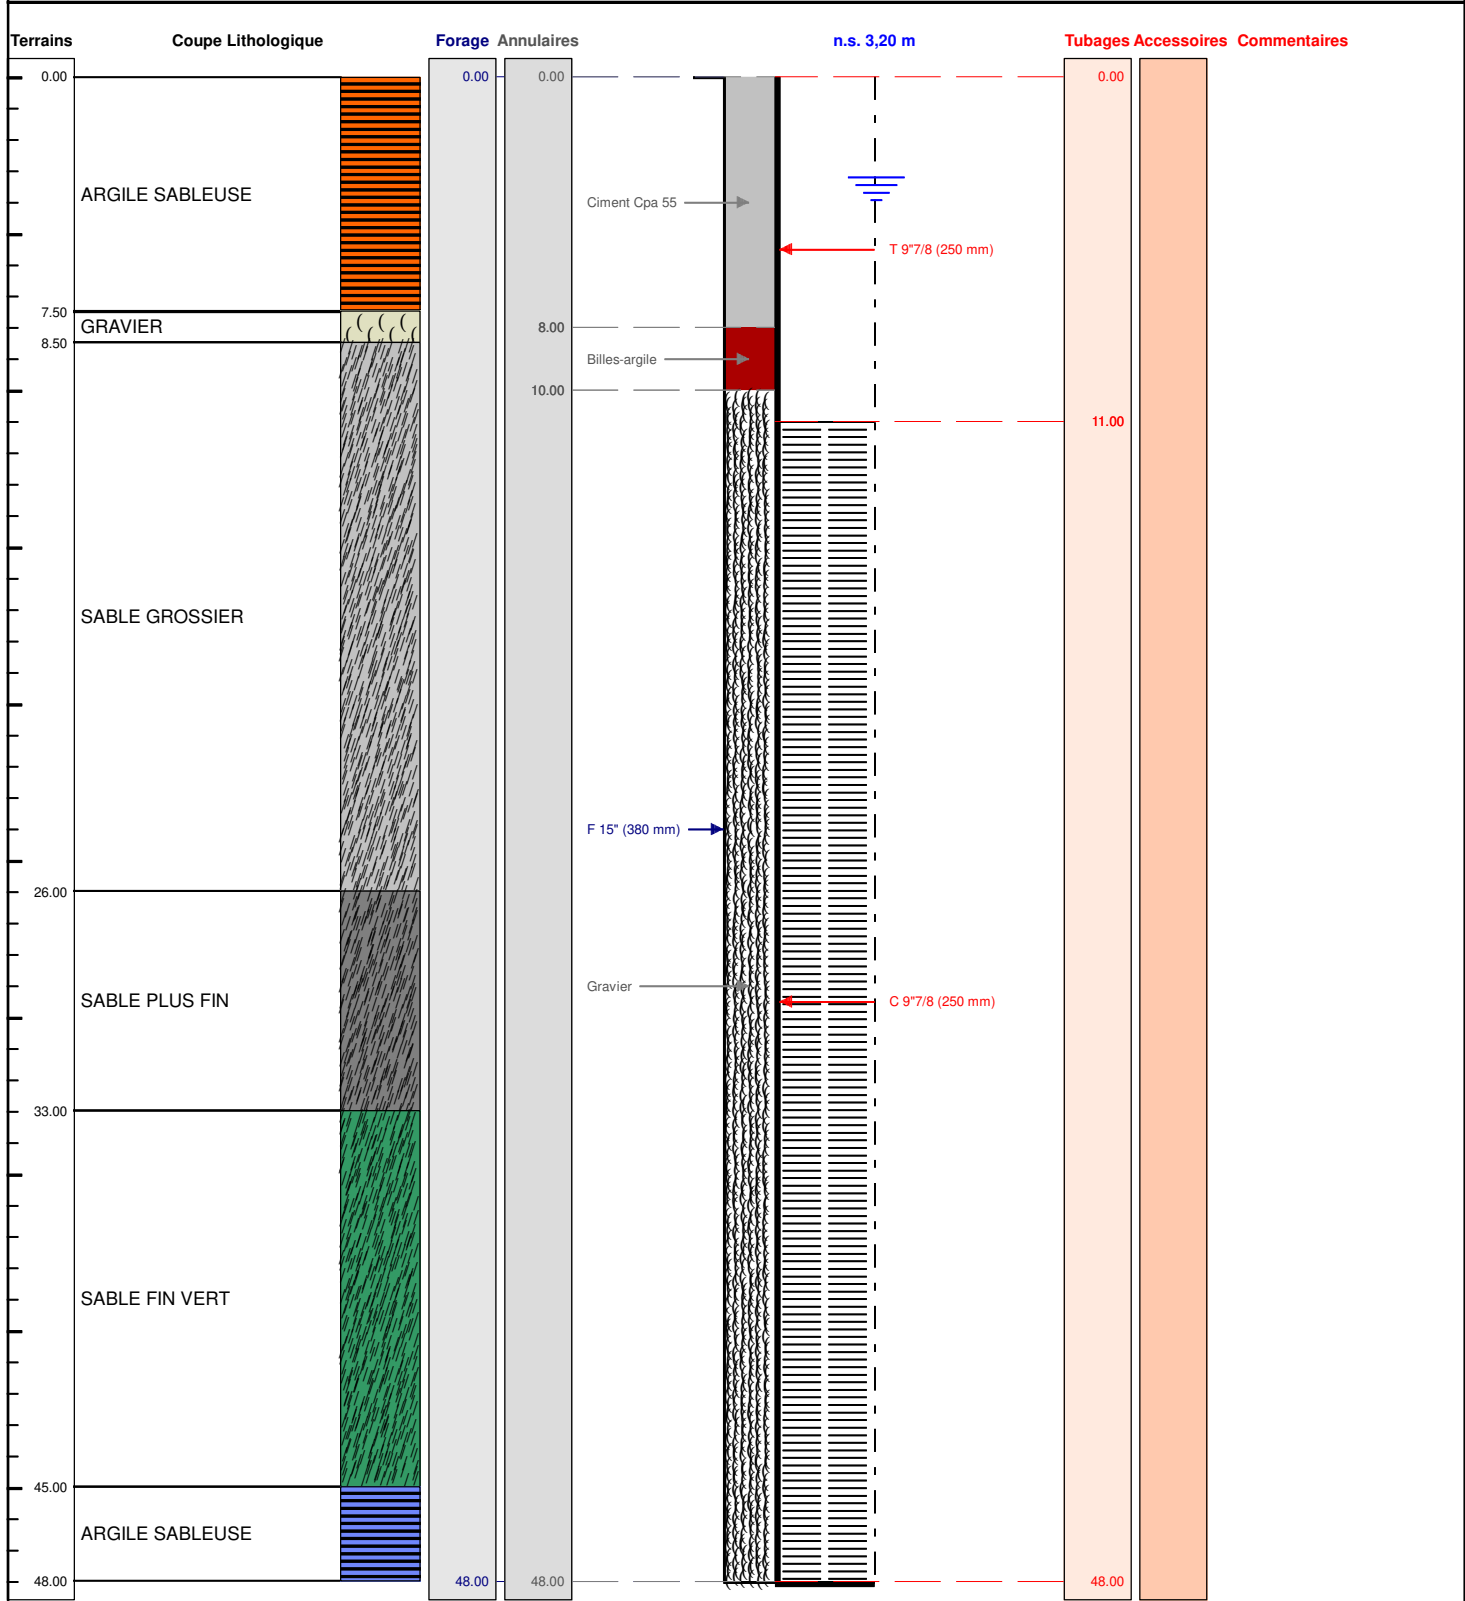 Terrains Coupe Lithologique Forage Annulaires n.s. 3,20 m Tubages Accessoires Commentaires
0.00 0.00 0.00 0.00
ARGILE SABLEUSE
Ciment Cpa 55
T 9"7/8 (250 mm)
7.50
GRAVIER
8.00
8.50
Billes-argile
10.00
11.00
SABLE GROSSIER
F 15" (380 mm)
26.00
Gravier
SABLE PLUS FIN
C 9"7/8 (250 mm)
33.00
SABLE FIN VERT
45.00
ARGILE SABLEUSE
48.00 48.00 48.00 48.00